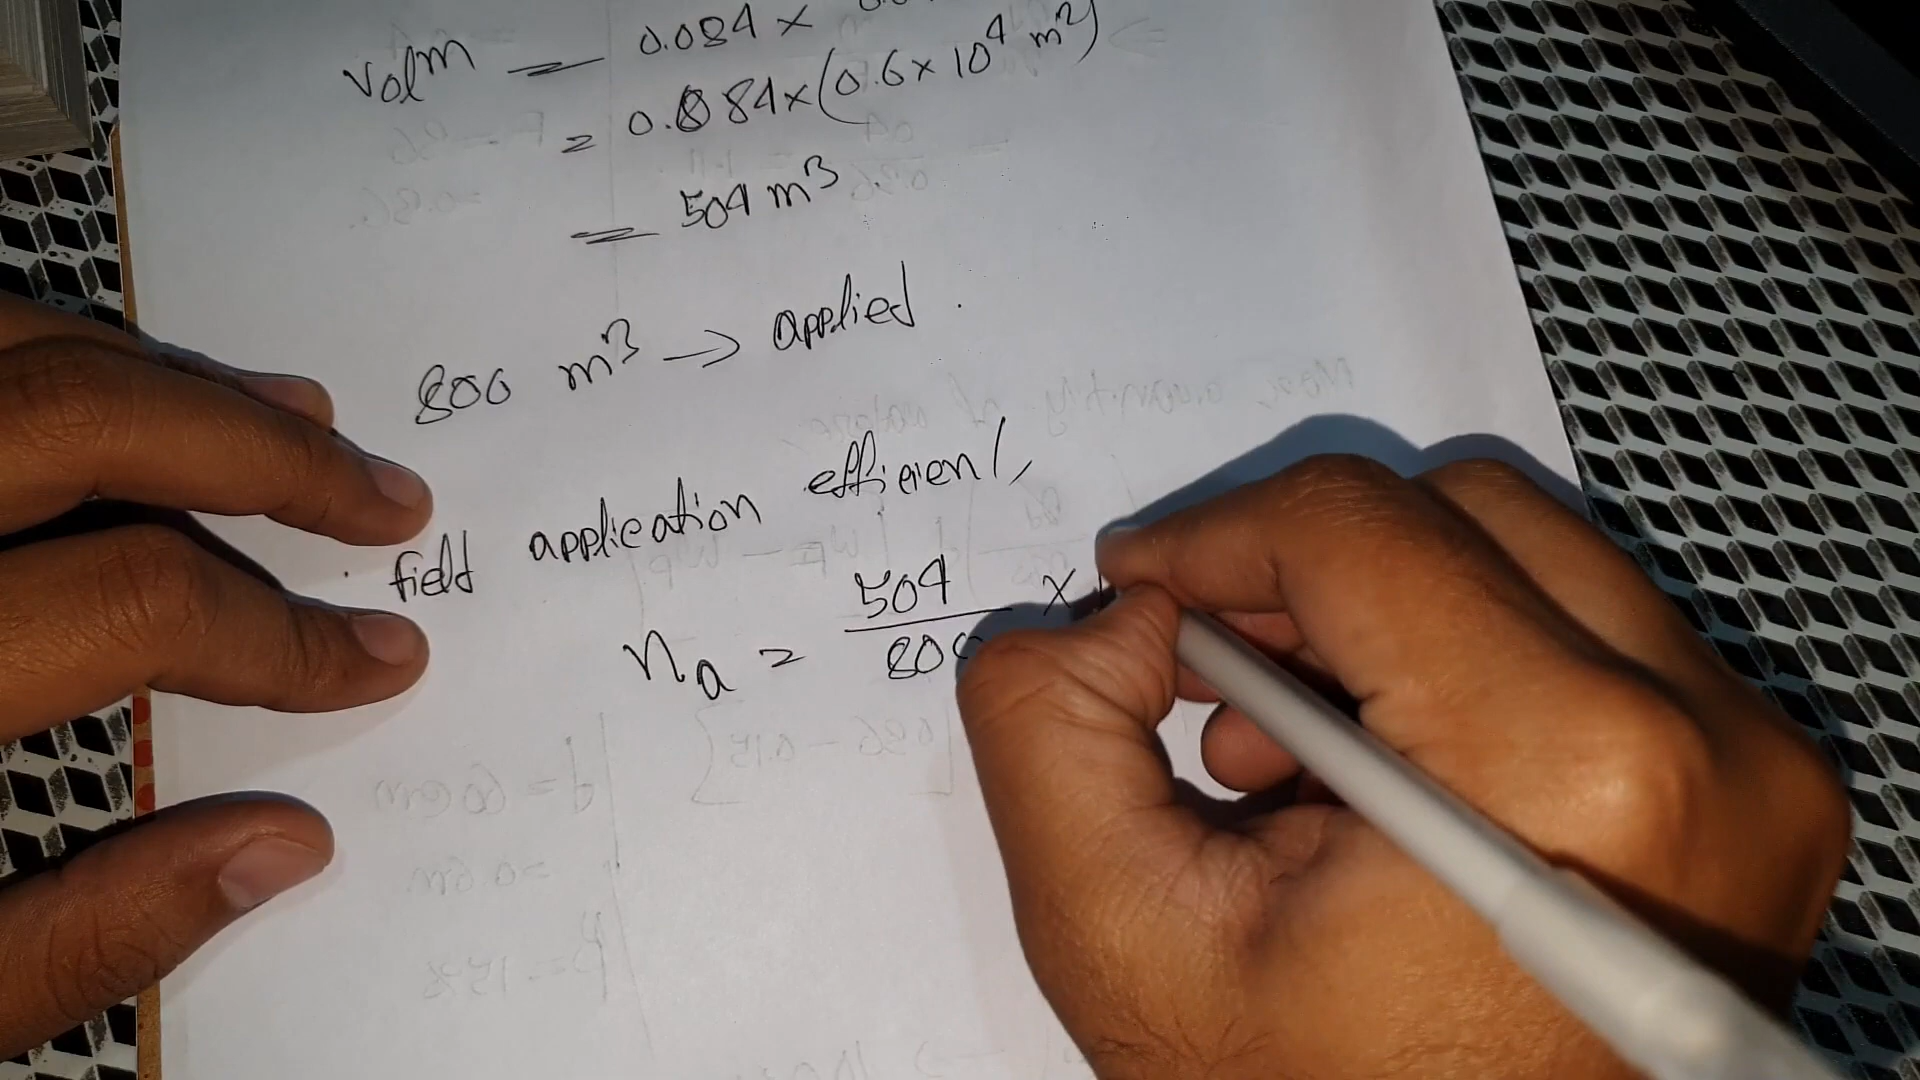 Volm = 0.084 ×
= 0.084 × (0.6 × 10⁴ m²)
= 504 m³
800 m³ → applied.
field application efficient,
ηa = 504/800 ×